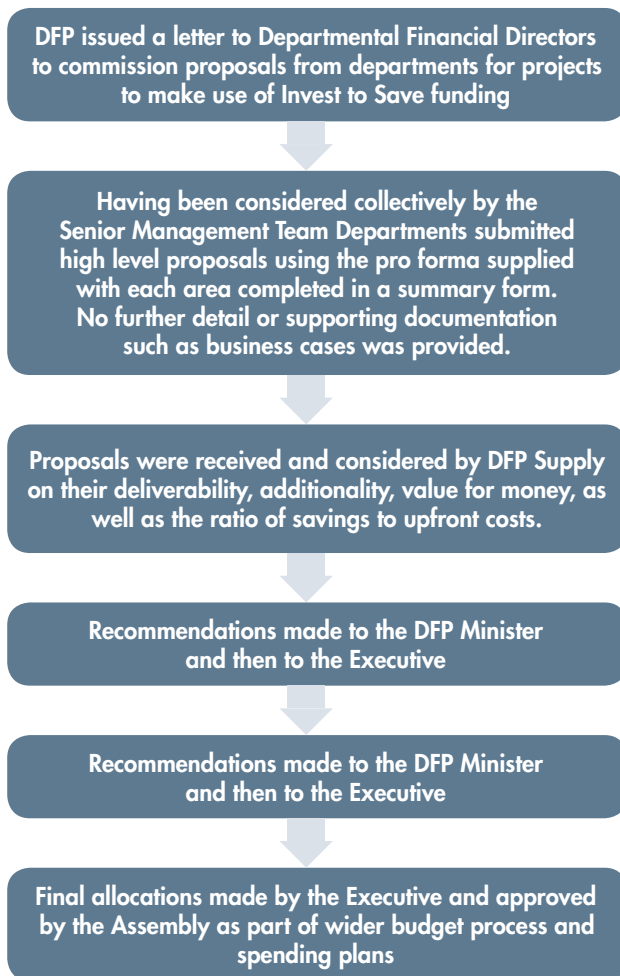 DFP issued a letter to Departmental Financial Directors
to commission proposals from departments for projects
to make use of Invest to Save funding
Having been considered collectively by the
Senior Management Team Departments submitted
high level proposals using the pro forma supplied
with each area completed in a summary form.
No further detail or supporting documentation
such as business cases was provided.
Proposals were received and considered by DFP Supply
on their deliverability, additionality, value for money, as
well as the ratio of savings to upfront costs.
Recommendations made to the DFP Minister
and then to the Executive
Recommendations made to the DFP Minister
and then to the Executive
Final allocations made by the Executive and approved
by the Assembly as part of wider budget process and
spending plans